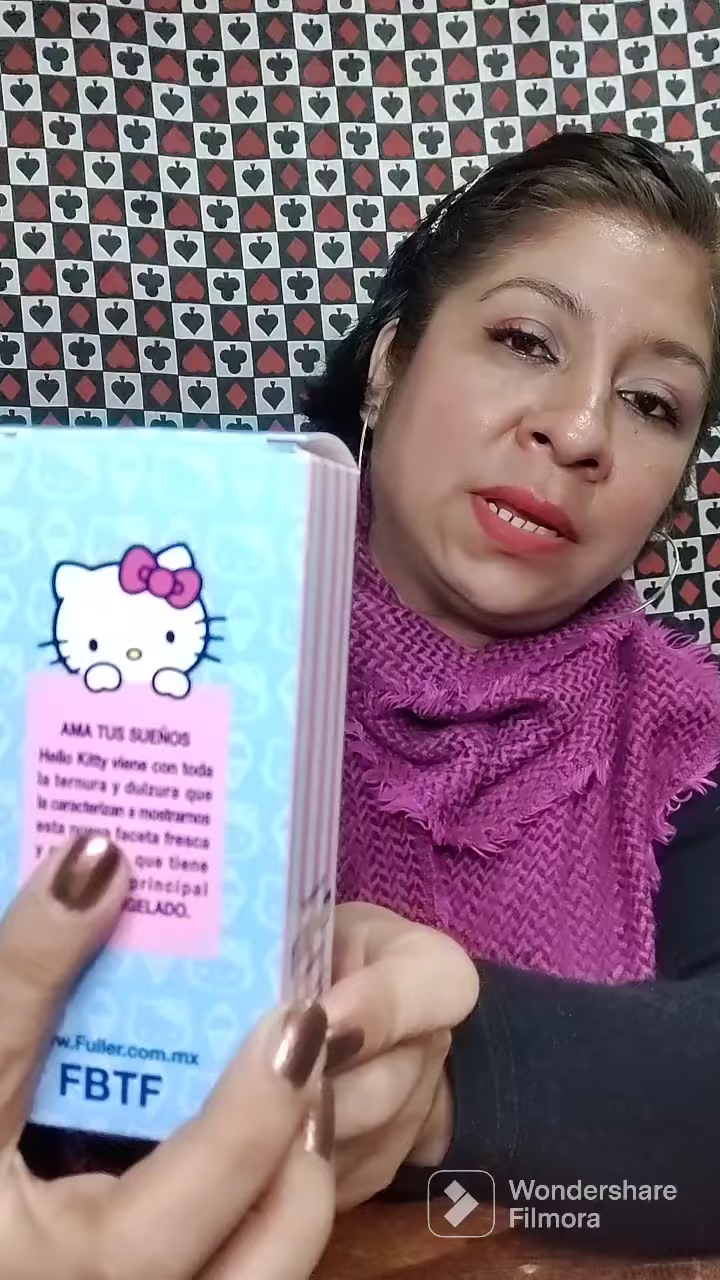 AMA TUS SUEÑOS
Hello Kitty viene con toda
la ternura y dulzura que
la caracterizan a mostrarnos
esta nueva faceta fresca
y que tiene
principal
GELADO.
w.Fuller.com.mx
FBTF
Wondershare
Filmora